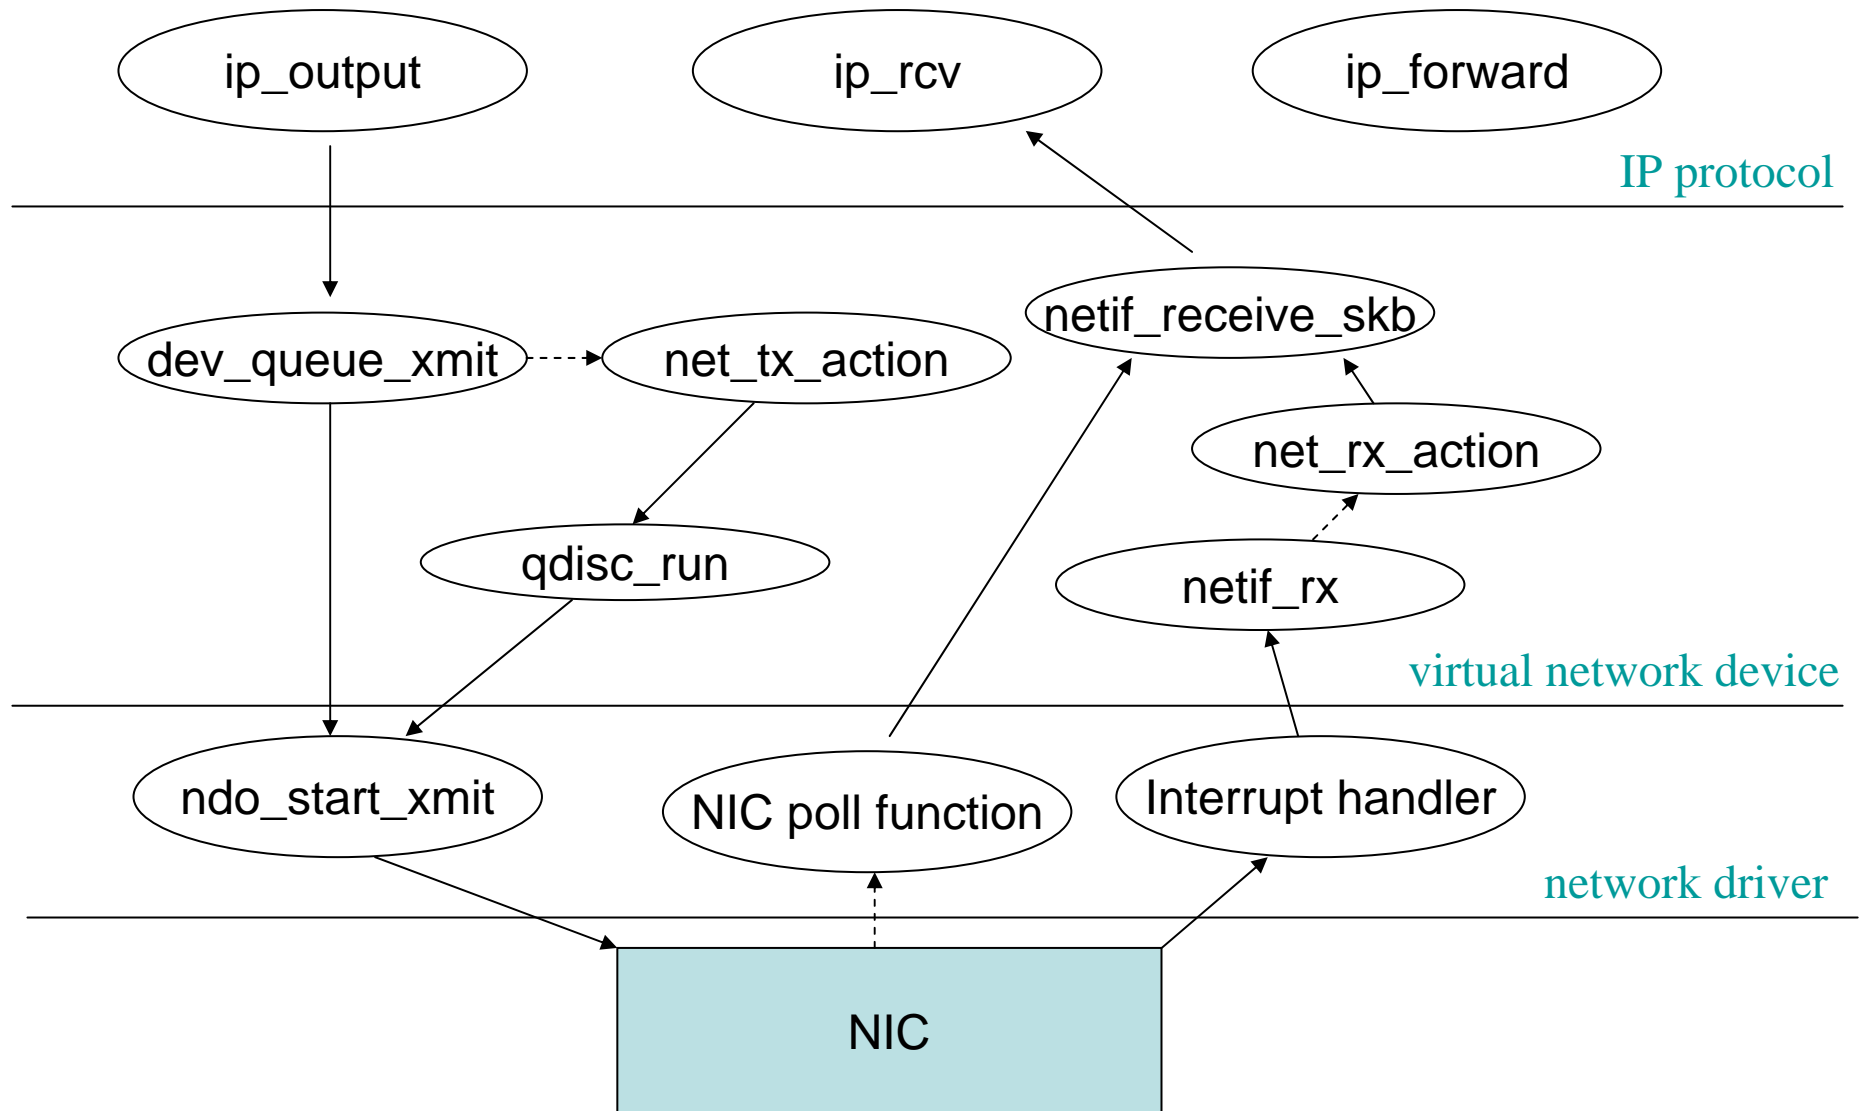 ip_output
ip_rcv
ip_forward
IP protocol
netif_receive_skb
dev_queue_xmit
net_tx_action
net_rx_action
qdisc_run
netif_rx
virtual network device
ndo_start_xmit
NIC poll function
Interrupt handler
network driver
NIC